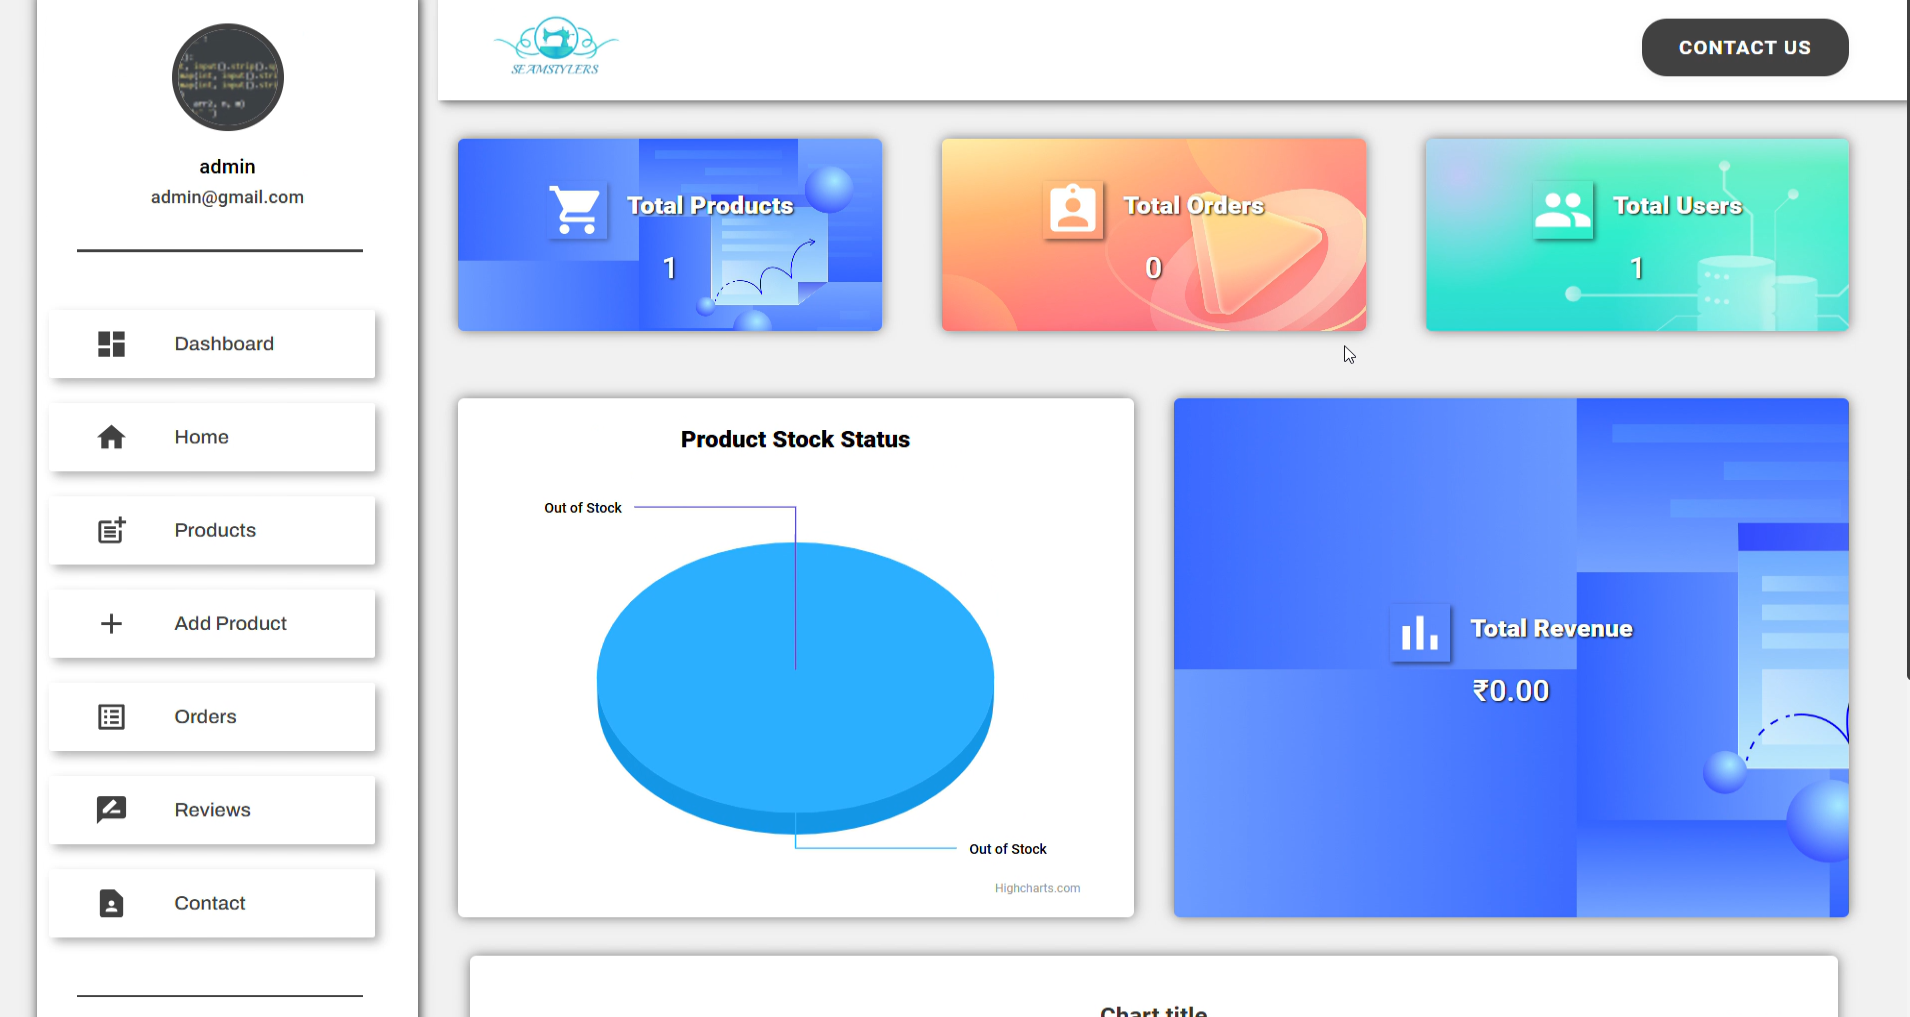 admin
admin@gmail.com
Dashboard
Home
Products
Add Product
Orders
Reviews
Contact
SEAMSTYLERS
CONTACT US
Total Products
1
Total Orders
0
Total Users
1
Product Stock Status
Out of Stock
Out of Stock
Highcharts.com
Total Revenue
₹0.00
Chart title